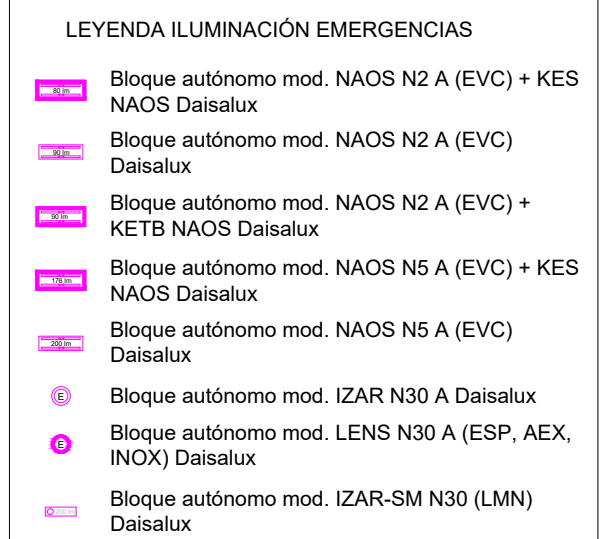 LEYENDA ILUMINACIÓN EMERGENCIAS
80 lm
Bloque autónomo mod. NAOS N2 A (EVC) + KES
NAOS Daisalux
90 lm
Bloque autónomo mod. NAOS N2 A (EVC)
Daisalux
90 lm
Bloque autónomo mod. NAOS N2 A (EVC) +
KETB NAOS Daisalux
176 lm
Bloque autónomo mod. NAOS N5 A (EVC) + KES
NAOS Daisalux
200 lm
Bloque autónomo mod. NAOS N5 A (EVC)
Daisalux
E
Bloque autónomo mod. IZAR N30 A Daisalux
E
Bloque autónomo mod. LENS N30 A (ESP, AEX,
INOX) Daisalux
200 lm
Bloque autónomo mod. IZAR-SM N30 (LMN)
Daisalux